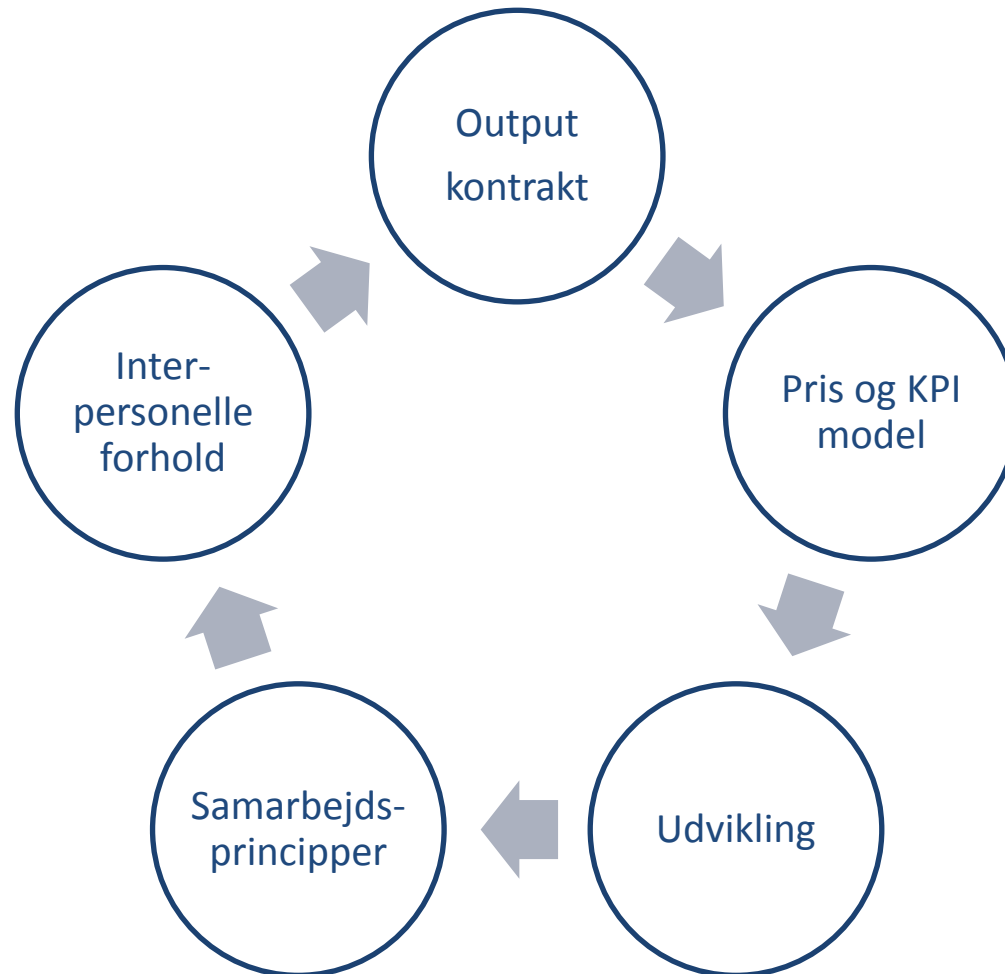 Output
kontrakt
Pris og KPI
model
Udvikling
Samarbejds-
principper
Inter-
personelle
forhold